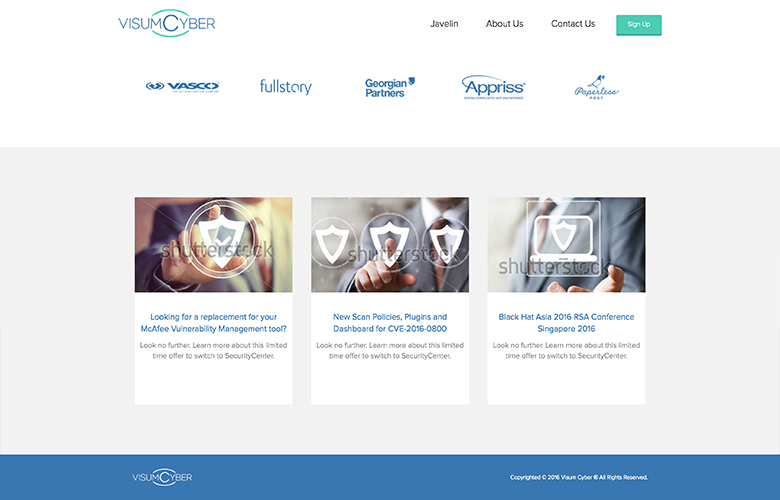 VISUMCYBER
Javelin
About Us
Contact Us
Sign Up
VASCO
fullstory
Georgian
Partners
Appriss®
Paperless
POST
shutterstock
shutterstock
shutterstock
Looking for a replacement for your
McAfee Vulnerability Management tool?
Look no further. Learn more about this limited
time offer to switch to SecurityCenter.
New Scan Policies, Plugins and
Dashboard for CVE-2016-0800
Look no further. Learn more about this limited
time offer to switch to SecurityCenter.
Black Hat Asia 2016 RSA Conference
Singapore 2016
Look no further. Learn more about this limited
time offer to switch to SecurityCenter.
VISUMCYBER
Copyrighted © 2016 Visum Cyber ® All Rights Reserved.